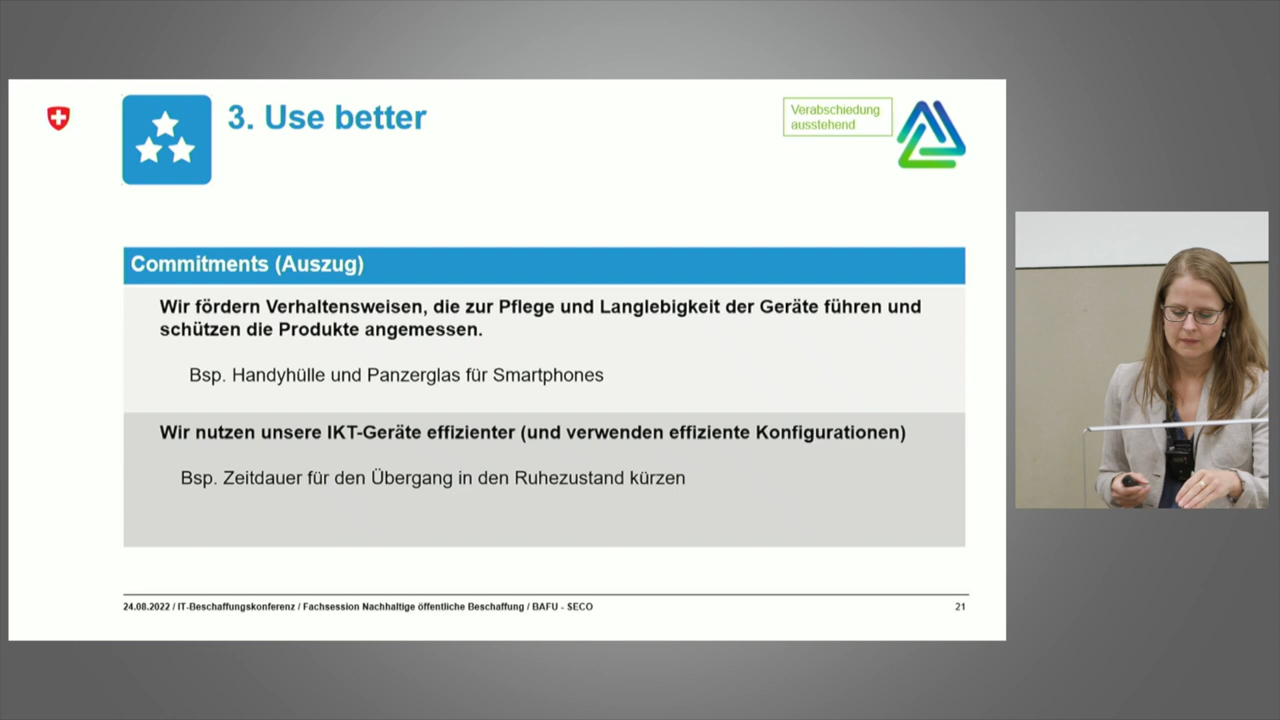 3. Use better
Verabschiedung
ausstehend
Commitments (Auszug)
Wir fördern Verhaltensweisen, die zur Pflege und Langlebigkeit der Geräte führen und
schützen die Produkte angemessen.
Bsp. Handyhülle und Panzerglas für Smartphones
Wir nutzen unsere IKT-Geräte effizienter (und verwenden effiziente Konfigurationen)
Bsp. Zeitdauer für den Übergang in den Ruhezustand kürzen
24.08.2022 / IT-Beschaffungskonferenz / Fachsession Nachhaltige öffentliche Beschaffung / BAFU - SECO
21